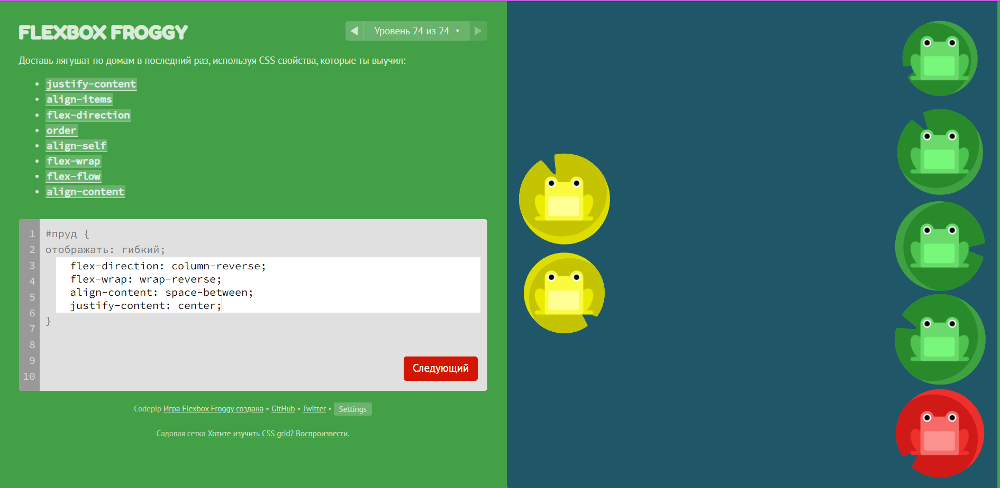 FLEXBOX FROGGY
Уровень 24 из 24
Доставь лягушат по домам в последний раз, используя CSS свойства, которые ты выучил:
justify-content
align-items
flex-direction
order
align-self
flex-wrap
flex-flow
align-content
1 #пруд {
2 отображать: гибкий;
3 flex-direction: column-reverse;
4 flex-wrap: wrap-reverse;
5 align-content: space-between;
6 justify-content: center;
7 }
8
9
10
Следующий
Codepip Игра Flexbox Froggy создана • GitHub • Twitter • Settings
Садовая сетка Хотите изучить CSS grid? Воспроизвести.